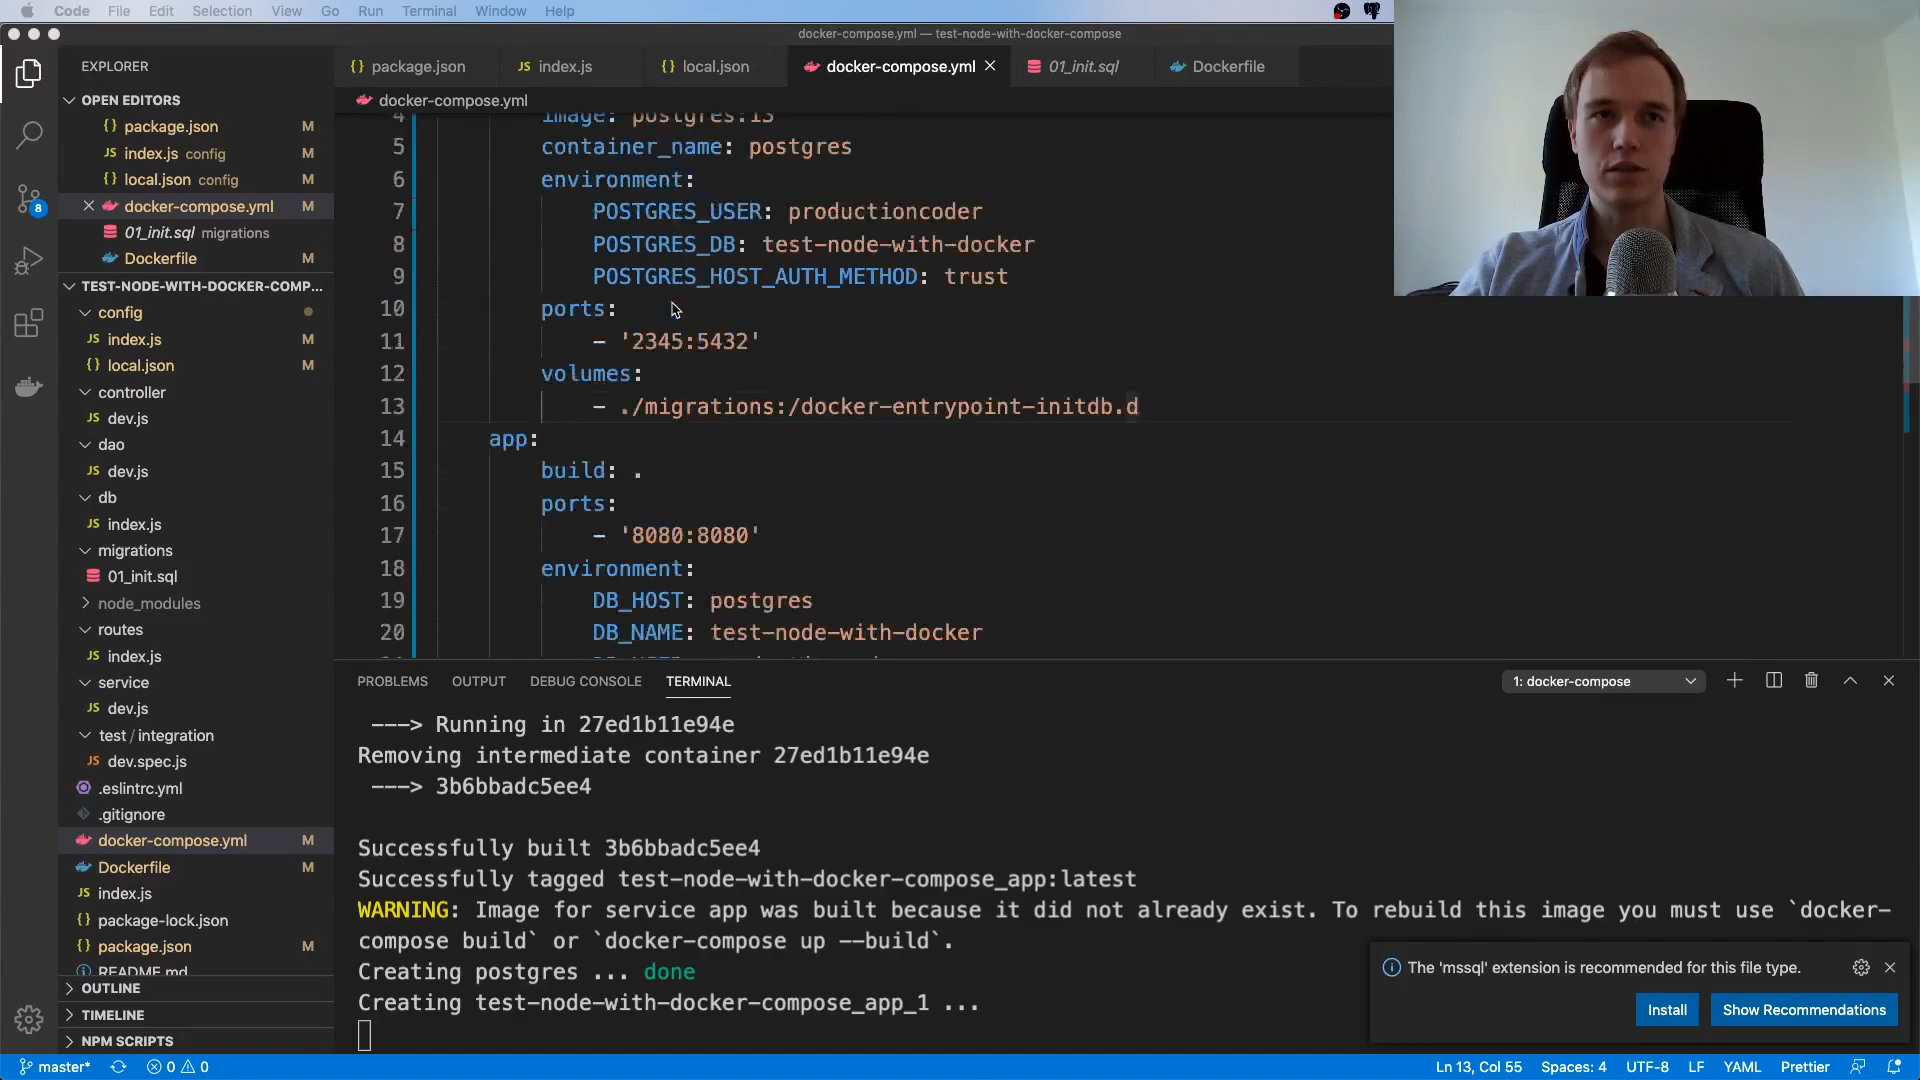 Code File Edit Selection View Go Run Terminal Window Help
docker-compose.yml — test-node-with-docker-compose
EXPLORER
OPEN EDITORS
package.json M
index.js config M
local.json config M
docker-compose.yml M
01_init.sql migrations
Dockerfile M
TEST-NODE-WITH-DOCKER-COMP...
config
index.js M
local.json M
controller
dev.js
dao
dev.js
db
index.js
migrations
01_init.sql
node_modules
routes
index.js
service
dev.js
test/integration
dev.spec.js
.eslintrc.yml
.gitignore
docker-compose.yml M
Dockerfile M
index.js
package-lock.json
package.json M
README.md
OUTLINE
TIMELINE
NPM SCRIPTS
8
package.json index.js local.json docker-compose.yml 01_init.sql Dockerfile
docker-compose.yml
4 image: postgres:13
5 container_name: postgres
6 environment:
7 POSTGRES_USER: productioncoder
8 POSTGRES_DB: test-node-with-docker
9 POSTGRES_HOST_AUTH_METHOD: trust
10 ports:
11 - '2345:5432'
12 volumes:
13 - ./migrations:/docker-entrypoint-initdb.d
14 app:
15 build: .
16 ports:
17 - '8080:8080'
18 environment:
19 DB_HOST: postgres
20 DB_NAME: test-node-with-docker
PROBLEMS OUTPUT DEBUG CONSOLE TERMINAL 1: docker-compose
---> Running in 27ed1b11e94e
Removing intermediate container 27ed1b11e94e
---> 3b6bbadc5ee4
Successfully built 3b6bbadc5ee4
Successfully tagged test-node-with-docker-compose_app:latest
WARNING: Image for service app was built because it did not already exist. To rebuild this image you must use `docker-
compose build` or `docker-compose up --build`.
Creating postgres ... done
Creating test-node-with-docker-compose_app_1 ...
The 'mssql' extension is recommended for this file type.
Install Show Recommendations
master* 0 0 Ln 13, Col 55 Spaces: 4 UTF-8 LF YAML Prettier